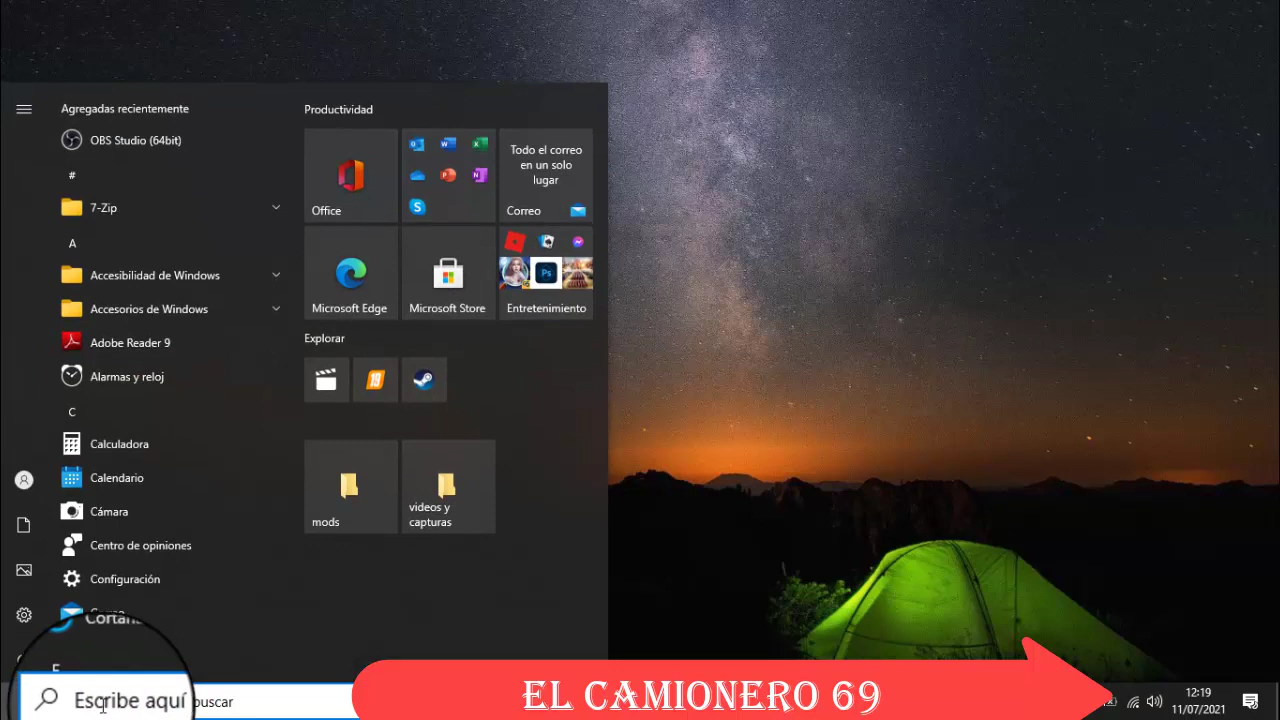 Agregadas recientemente
OBS Studio (64bit)
#
7-Zip
A
Accesibilidad de Windows
Accesorios de Windows
Adobe Reader 9
Alarmas y reloj
C
Calculadora
Calendario
Cámara
Centro de opiniones
Configuración
Productividad
Office
Todo el correo
en un solo
lugar
Correo
Microsoft Edge
Microsoft Store
Ps
Entretenimiento
Explorar
19
mods
videos y
capturas
Escribe aquí
buscar
EL CAMIONERO 69
12:19
11/07/2021